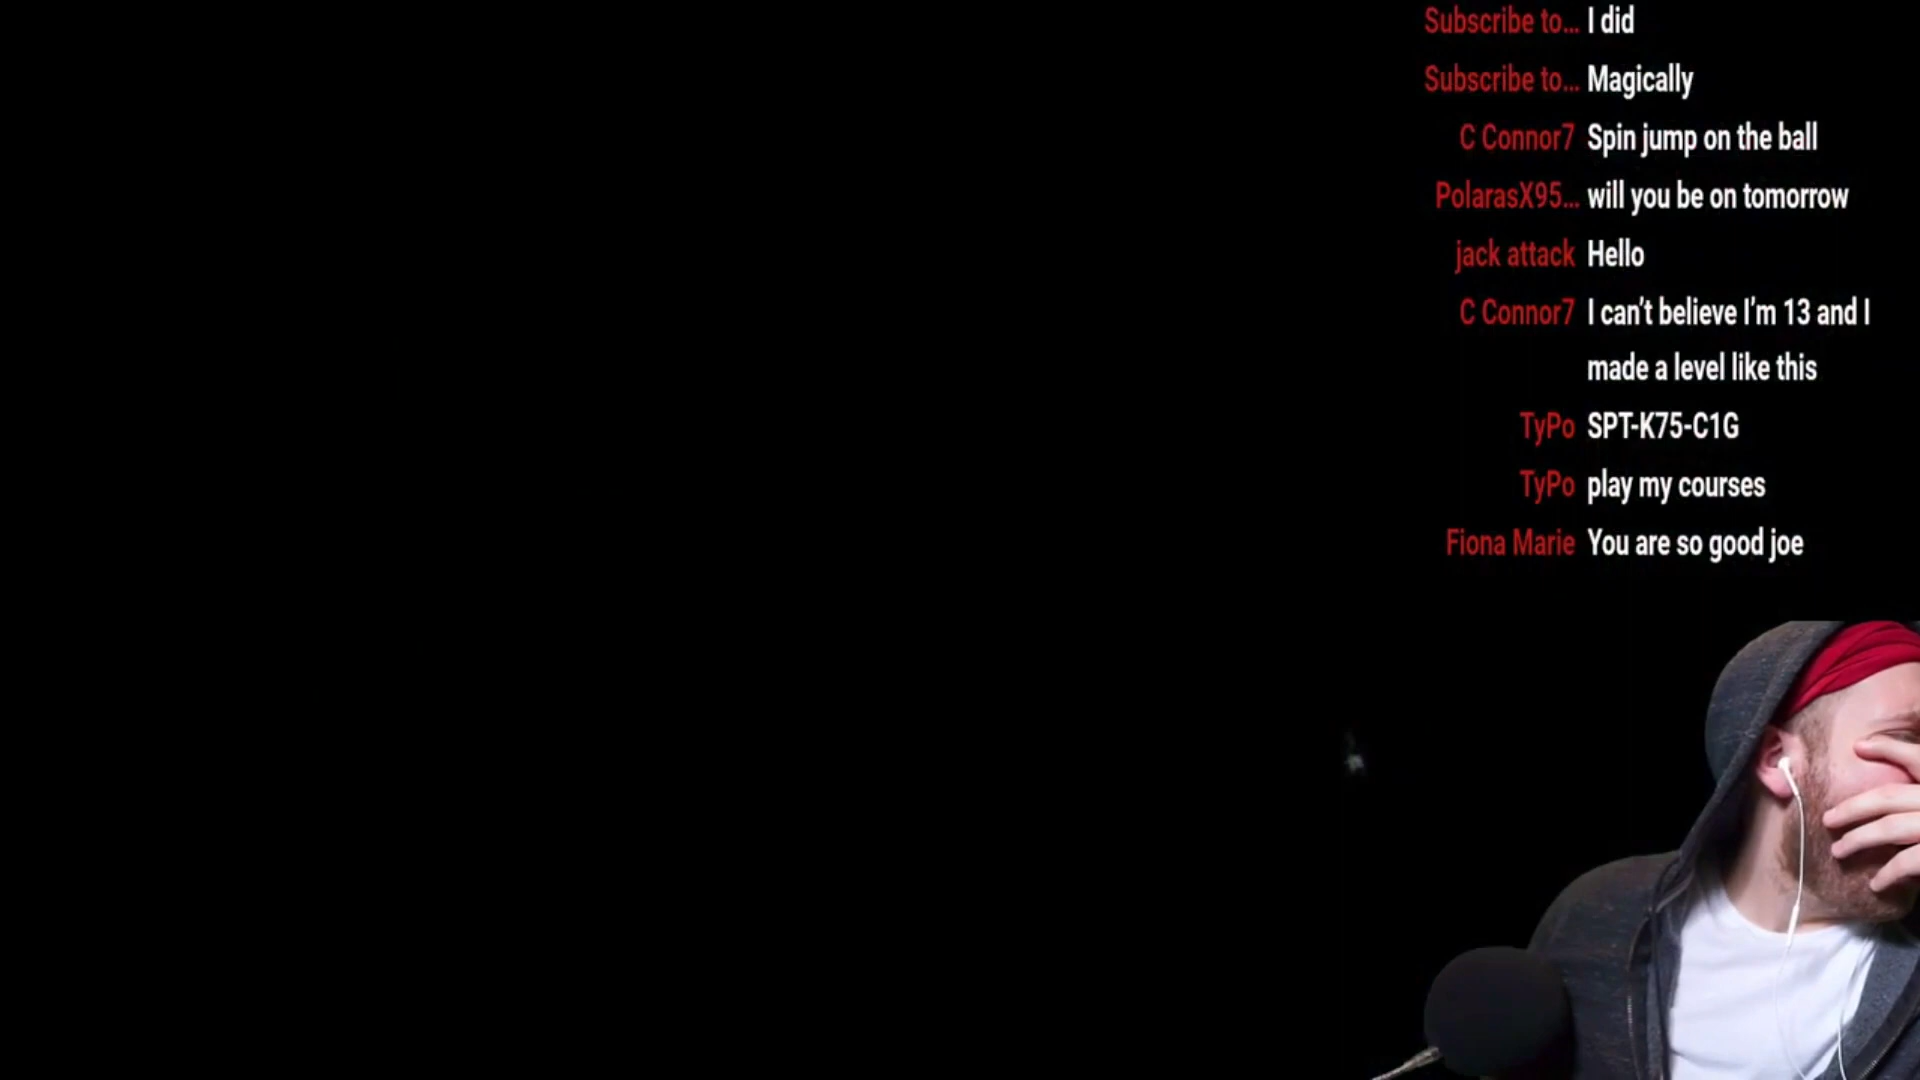 Subscribe to... I did
Subscribe to... Magically
C Connor7 Spin jump on the ball
PolarasX95... will you be on tomorrow
jack attack Hello
C Connor7 I can't believe I'm 13 and I
made a level like this
TyPo SPT-K75-C1G
TyPo play my courses
Fiona Marie You are so good joe